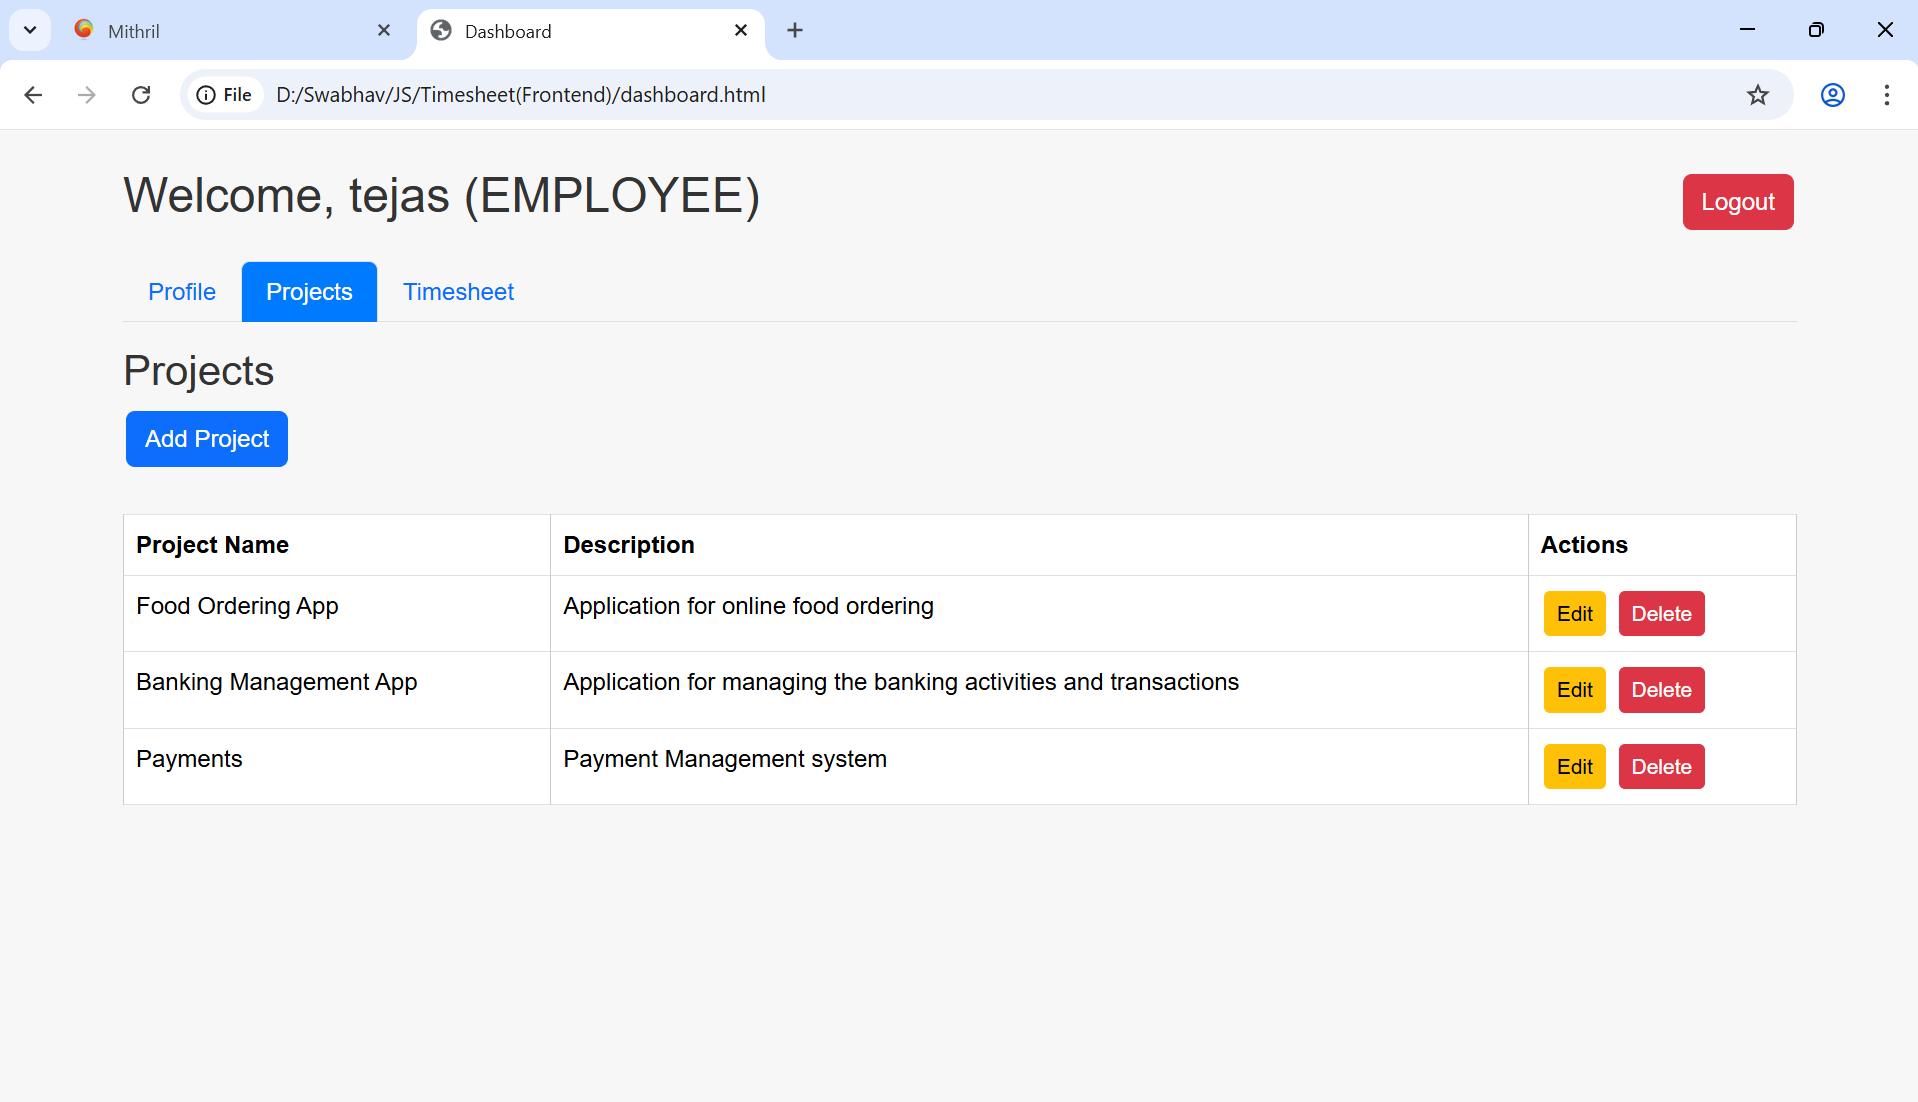 Mithril
Dashboard
File
D:/Swabhav/JS/Timesheet(Frontend)/dashboard.html
Welcome, tejas (EMPLOYEE)
Logout
Profile
Projects
Timesheet
Projects
Add Project
Project Name Description Actions
Food Ordering App Application for online food ordering Edit Delete
Banking Management App Application for managing the banking activities and transactions Edit Delete
Payments Payment Management system Edit Delete